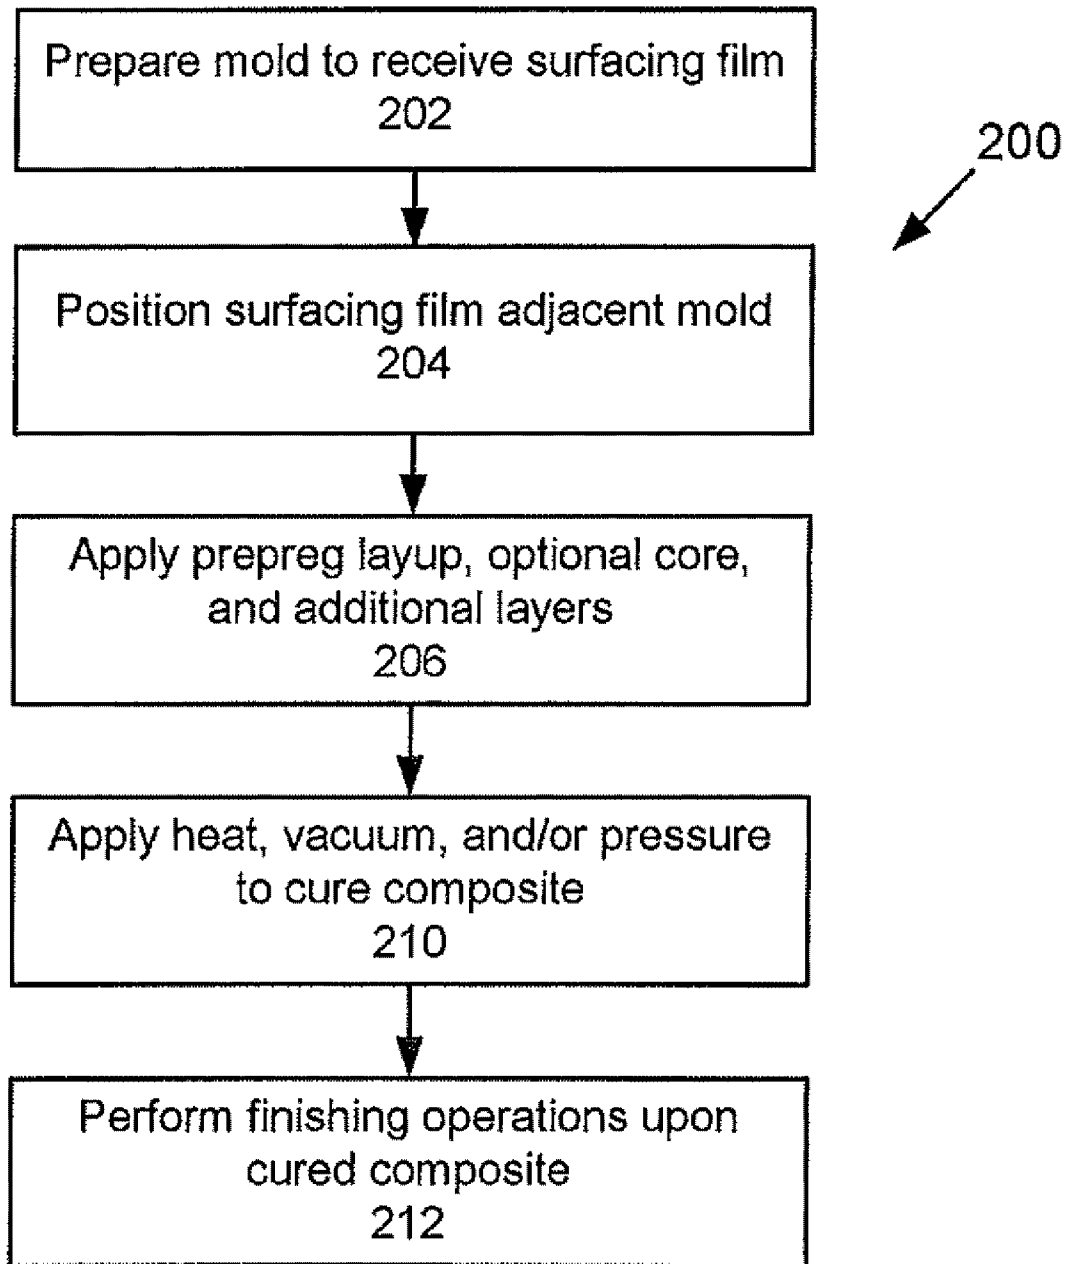 Prepare mold to receive surfacing film
202
200
Position surfacing film adjacent mold
204
Apply prepreg layup, optional core,
and additional layers
206
Apply heat, vacuum, and/or pressure
to cure composite
210
Perform finishing operations upon
cured composite
212